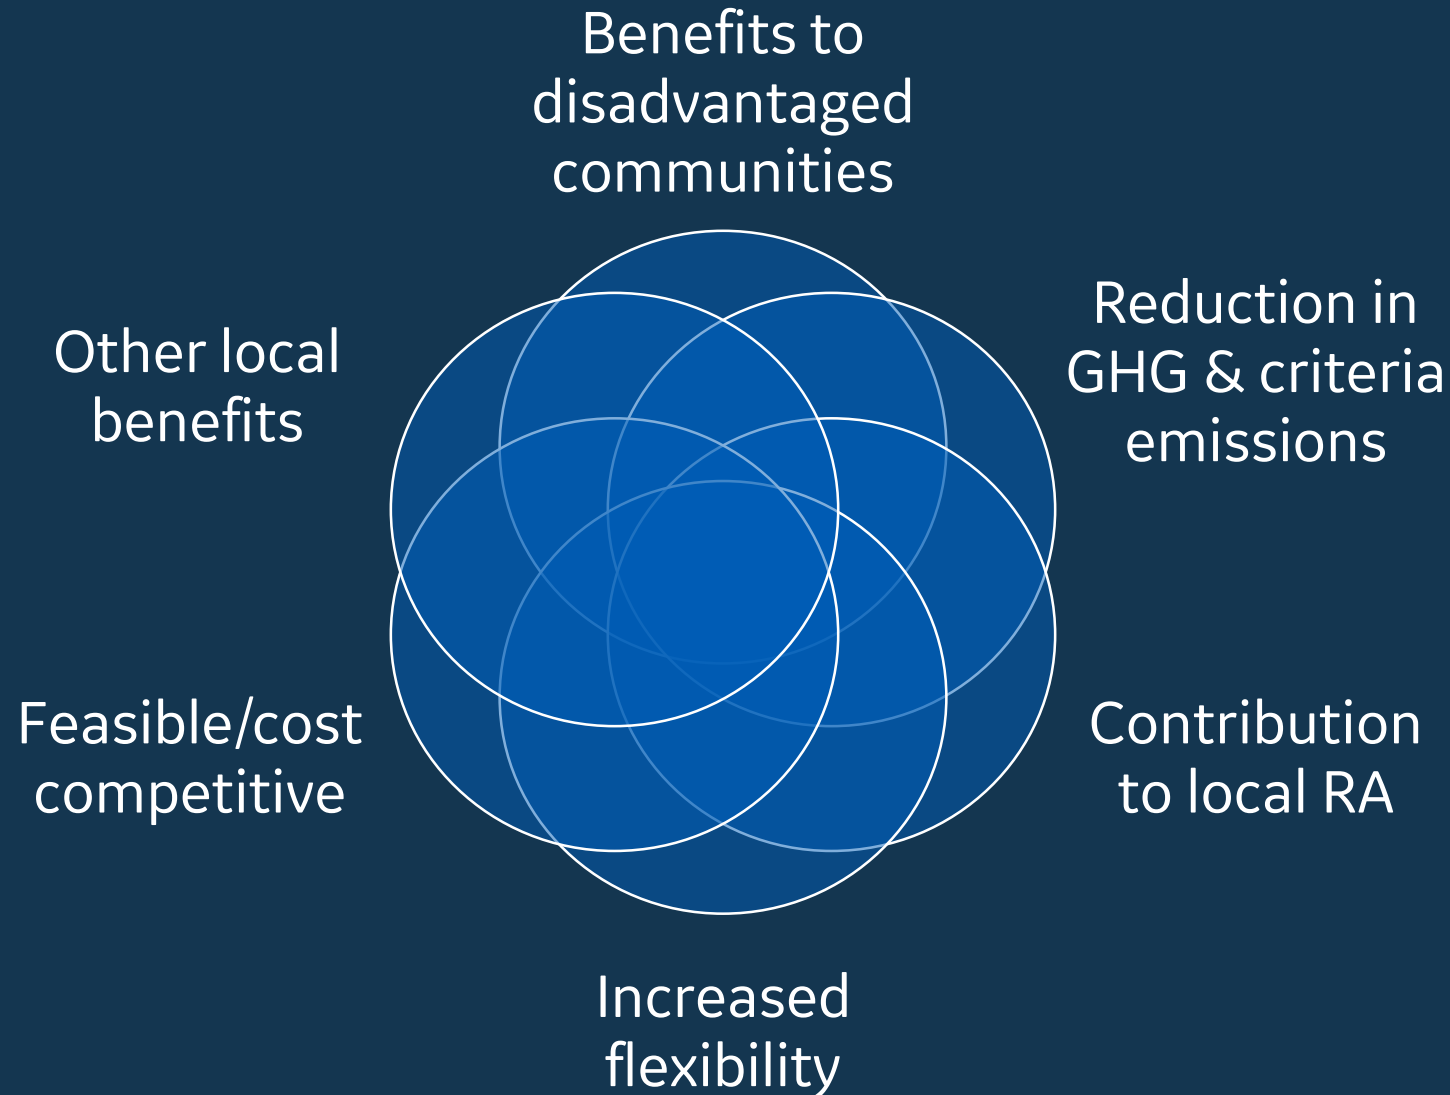 Benefits to
disadvantaged
communities
Reduction in
GHG & criteria
emissions
Other local
benefits
Feasible/cost
competitive
Contribution
to local RA
Increased
flexibility